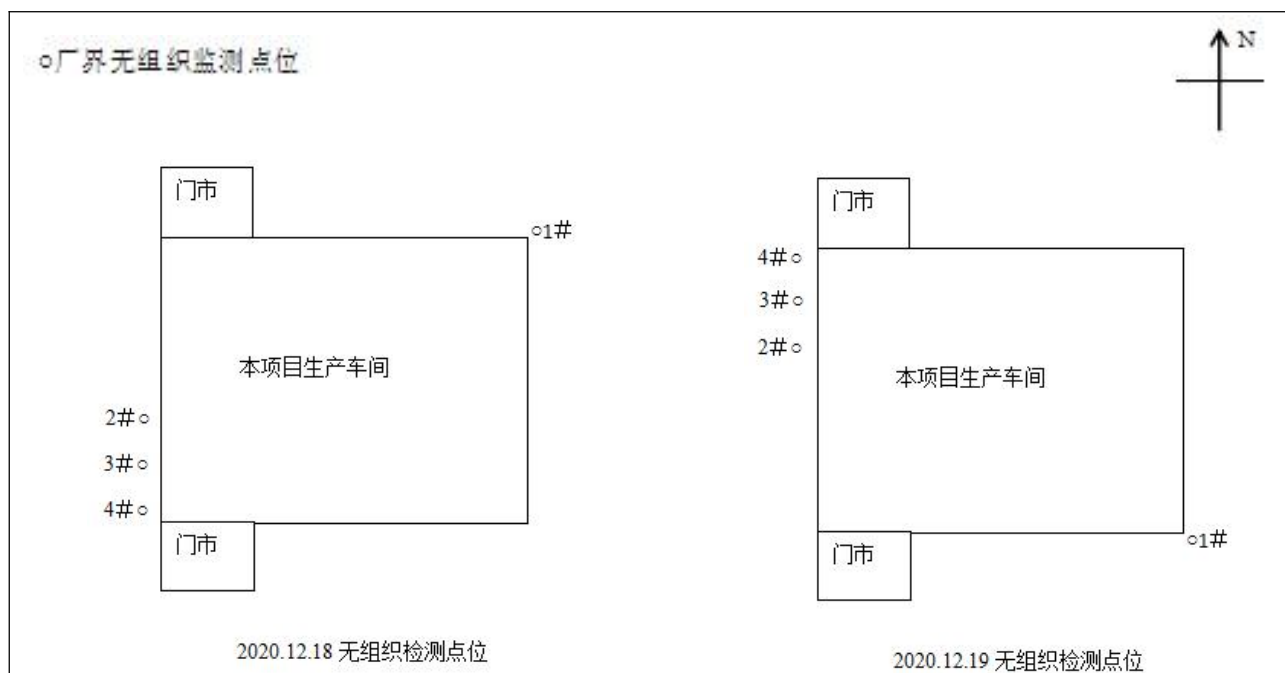 ○厂界无组织监测点位
N
门市
○1#
本项目生产车间
2#○
3#○
4#○
门市
2020.12.18 无组织检测点位
门市
4#○
3#○
2#○
本项目生产车间
○1#
门市
2020.12.19 无组织检测点位